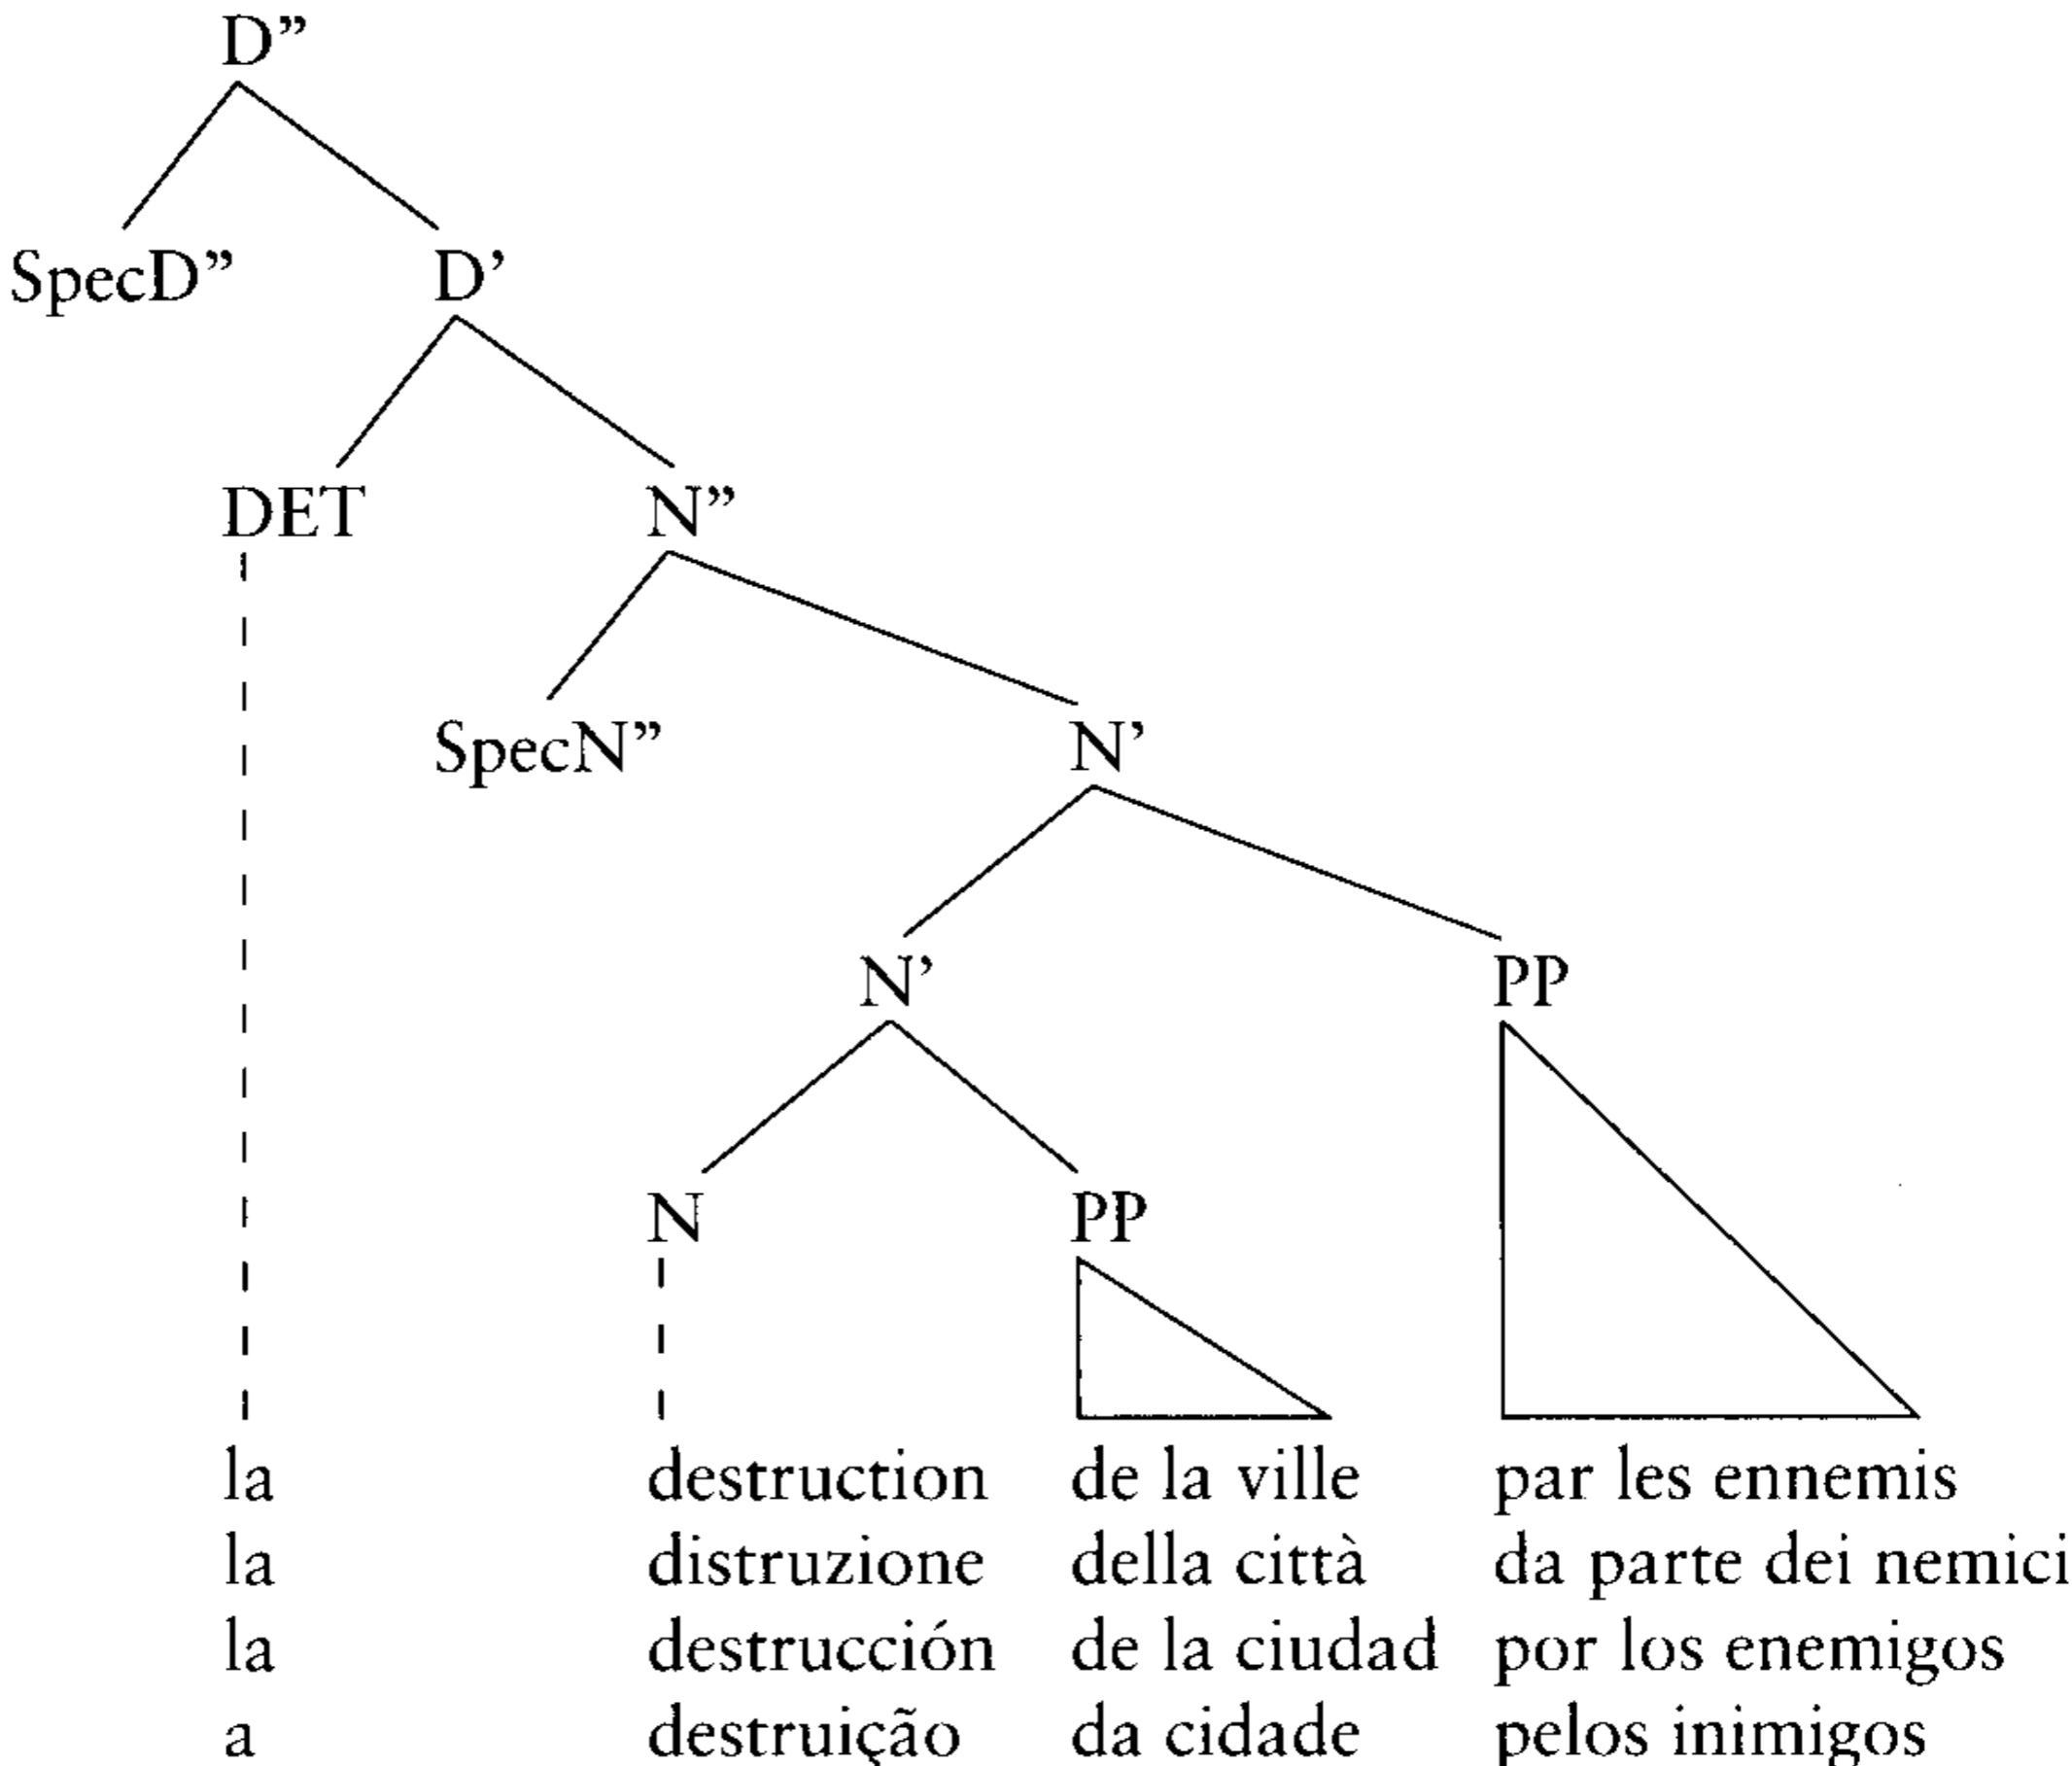 D”
SpecD” D’
DET N”
SpecN” N’
N’ PP
N PP
la destruction de la ville par les ennemis
la distruzione della città da parte dei nemici
la destrucción de la ciudad por los enemigos
a destruição da cidade pelos inimigos